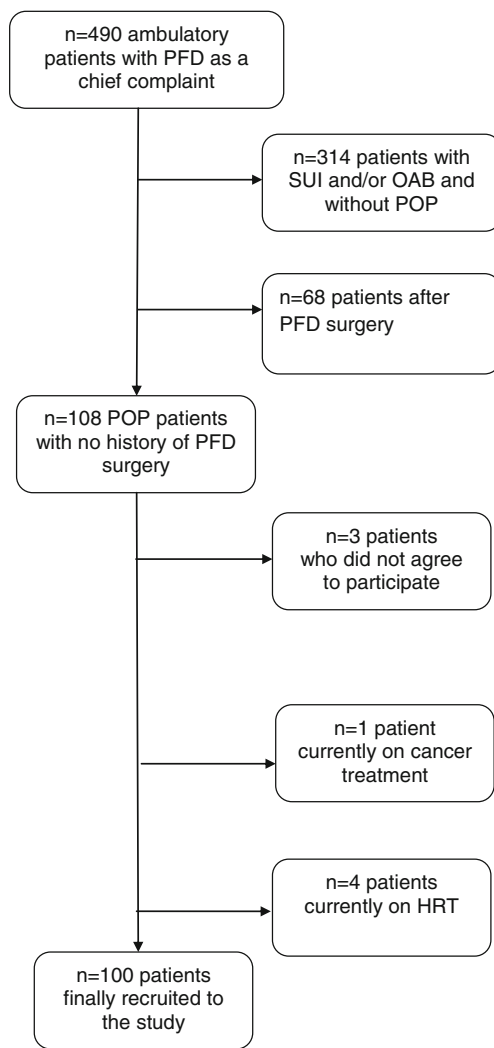 n=490 ambulatory
patients with PFD as a
chief complaint
n=314 patients with
SUI and/or OAB and
without POP
n=68 patients after
PFD surgery
n=108 POP patients
with no history of PFD
surgery
n=3 patients
who did not agree
to participate
n=1 patient
currently on cancer
treatment
n=4 patients
currently on HRT
n=100 patients
finally recruited to
the study